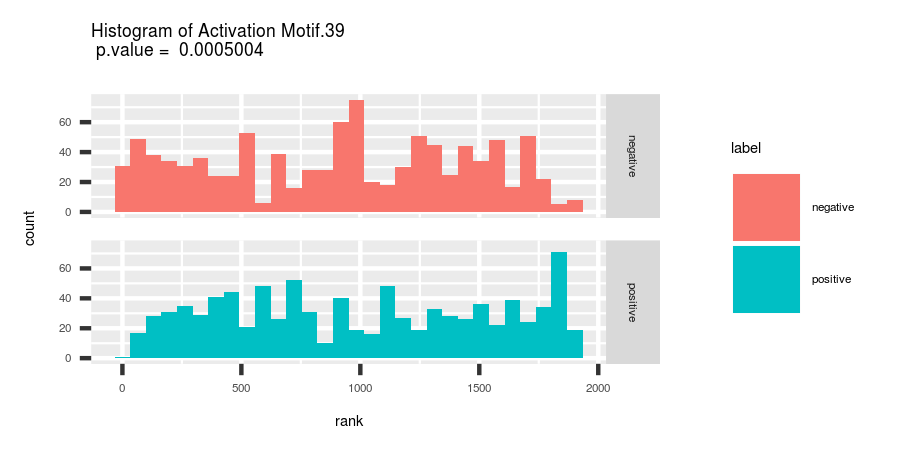 Histogram of Activation Motif.39
p.value =  0.0005004
count
60
40
20
0
negative
60
40
20
0
positive
0
500
1000
1500
2000
rank
label
negative
positive